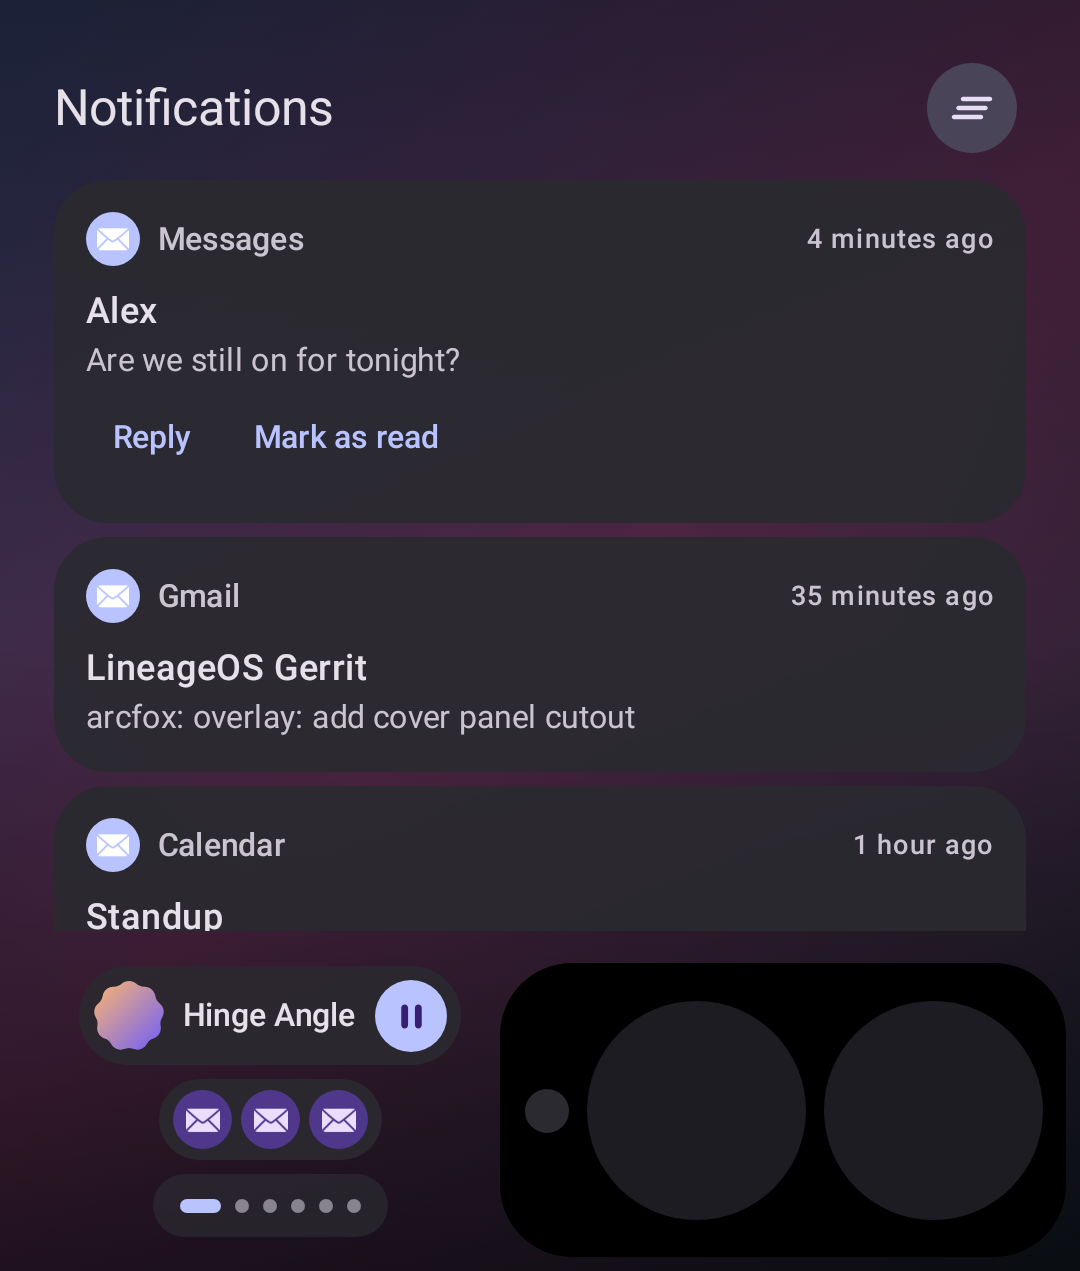 Notifications
Messages
4 minutes ago
Alex
Are we still on for tonight?
Reply
Mark as read
Gmail
35 minutes ago
LineageOS Gerrit
arcfox: overlay: add cover panel cutout
Calendar
1 hour ago
Standup
Hinge Angle